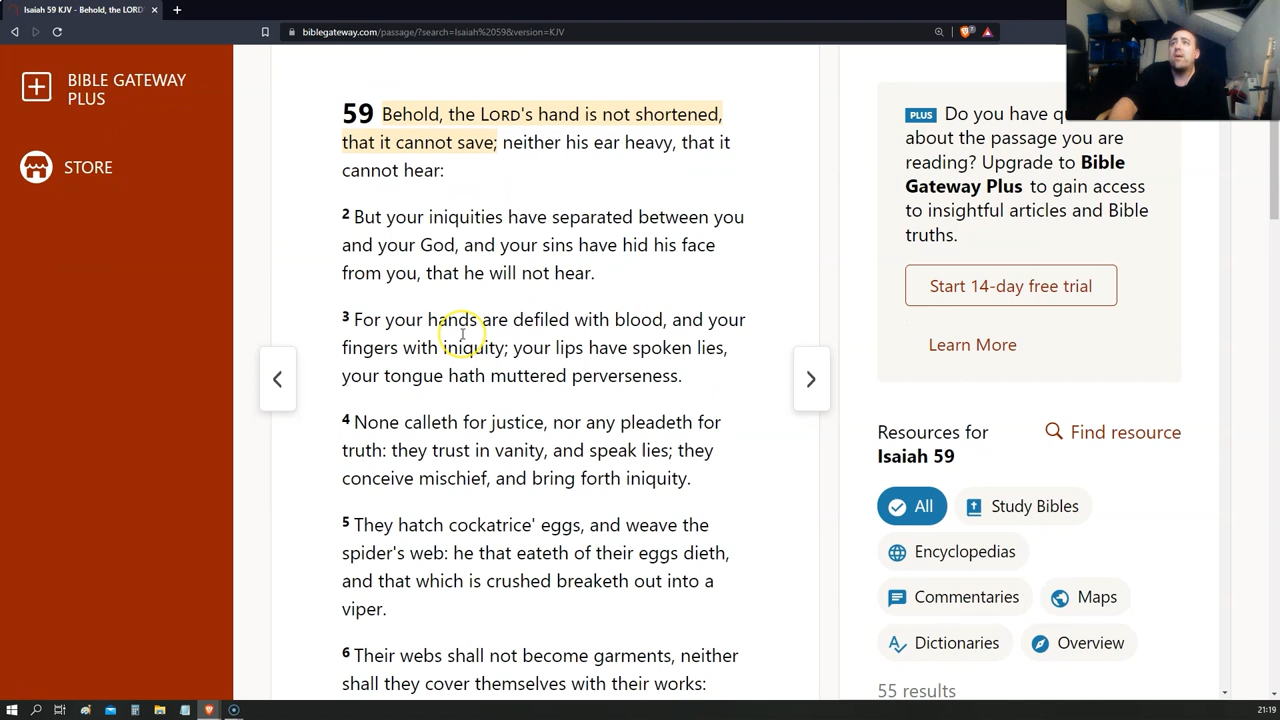 Isaiah 59 KJV - Behold, the LORD'
biblegateway.com/passage/?search=Isaiah%2059&version=KJV
BIBLE GATEWAY
PLUS
STORE
59 Behold, the LORD's hand is not shortened,
that it cannot save; neither his ear heavy, that it
cannot hear:
2 But your iniquities have separated between you
and your God, and your sins have hid his face
from you, that he will not hear.
3 For your hands are defiled with blood, and your
fingers with iniquity; your lips have spoken lies,
your tongue hath muttered perverseness.
4 None calleth for justice, nor any pleadeth for
truth: they trust in vanity, and speak lies; they
conceive mischief, and bring forth iniquity.
5 They hatch cockatrice' eggs, and weave the
spider's web: he that eateth of their eggs dieth,
and that which is crushed breaketh out into a
viper.
6 Their webs shall not become garments, neither
shall they cover themselves with their works:
PLUS Do you have
about the passage you are
reading? Upgrade to Bible
Gateway Plus to gain access
to insightful articles and Bible
truths.
Start 14-day free trial
Learn More
Resources for
Isaiah 59
Find resource
All
Study Bibles
Encyclopedias
Commentaries
Maps
Dictionaries
Overview
55 results
21:19